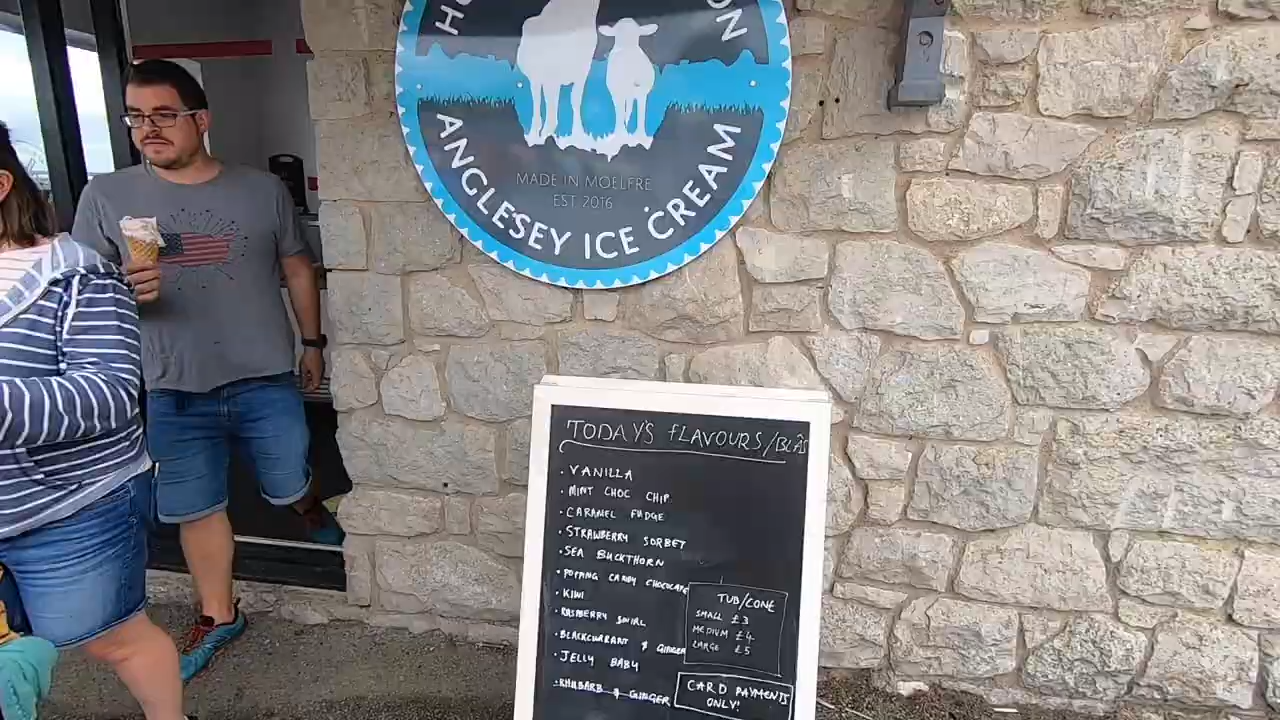 ANGLESEY ICE CREAM
MADE IN MOELFRE
EST 2016
TODAY'S FLAVOURS/BLAS
· VANILLA
· MINT CHOC CHIP
· CARAMEL FUDGE
· STRAWBERRY SORBET
· SEA BUCKTHORN
· POPPING CANDY CHOCOLATE
· KIWI
· RASPBERRY SWIRL
· BLACKCURRANT & GINGER
· JELLY BABY
· RHUBARB & GINGER
TUB/CONE
SMALL £3
MEDIUM £4
LARGE £5
CARD PAYMENTS
ONLY!